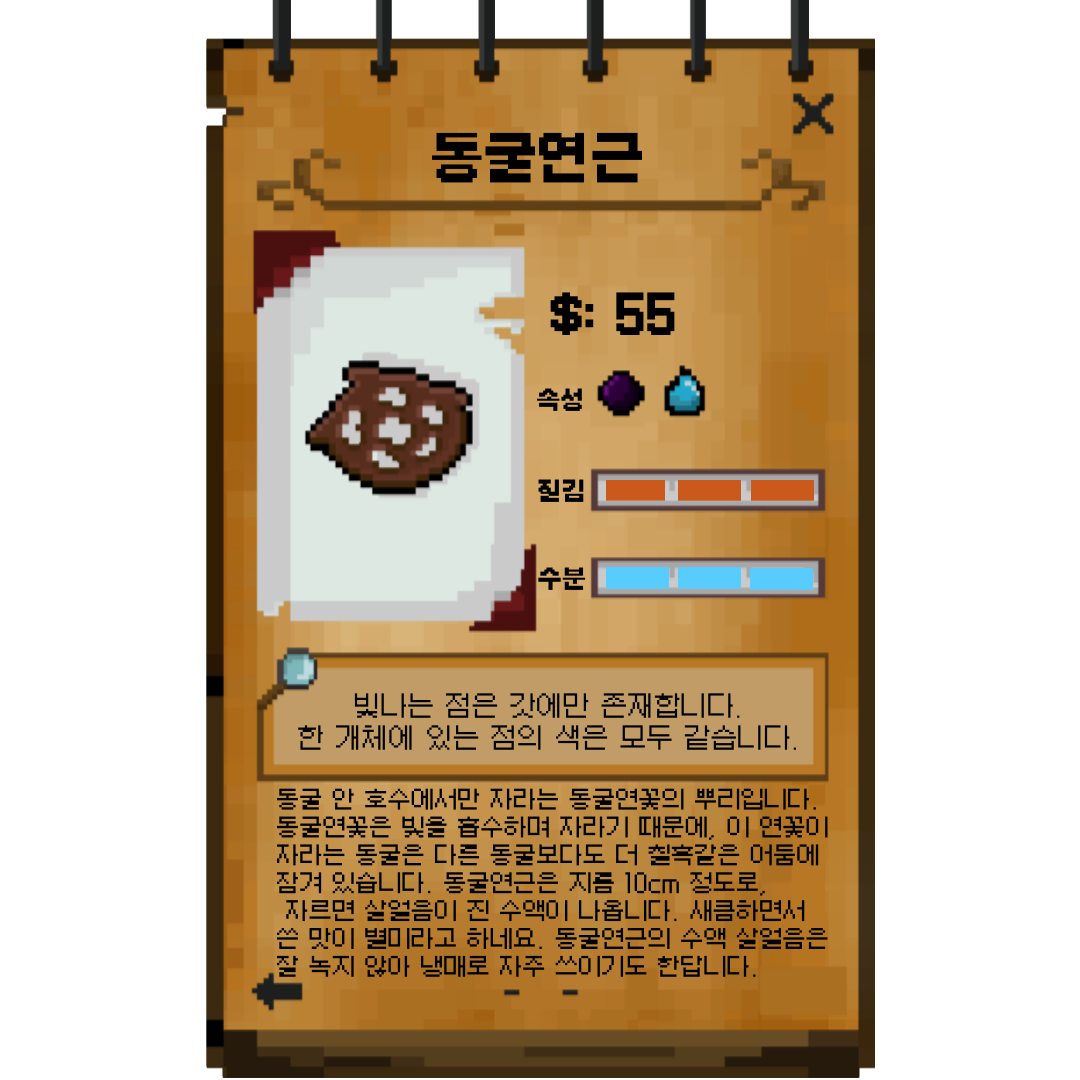 동굴연근
$: 55
속성
질김
수분
빛나는 점은 갓에만 존재합니다.
한 개체에 있는 점의 색은 모두 같습니다.
동굴 안 호수에서만 자라는 동굴연꽃의 뿌리입니다.
동굴연꽃은 빛을 흡수하며 자라기 때문에, 이 연꽃이
자라는 동굴은 다른 동굴보다도 더 칠흑같은 어둠에
잠겨 있습니다. 동굴연근은 지름 10cm 정도로,
자르면 살얼음이 진 수액이 나옵니다. 새큼하면서
쓴 맛이 별미라고 하네요. 동굴연근의 수액 살얼음은
잘 녹지 않아 냉매로 자주 쓰이기도 한답니다.